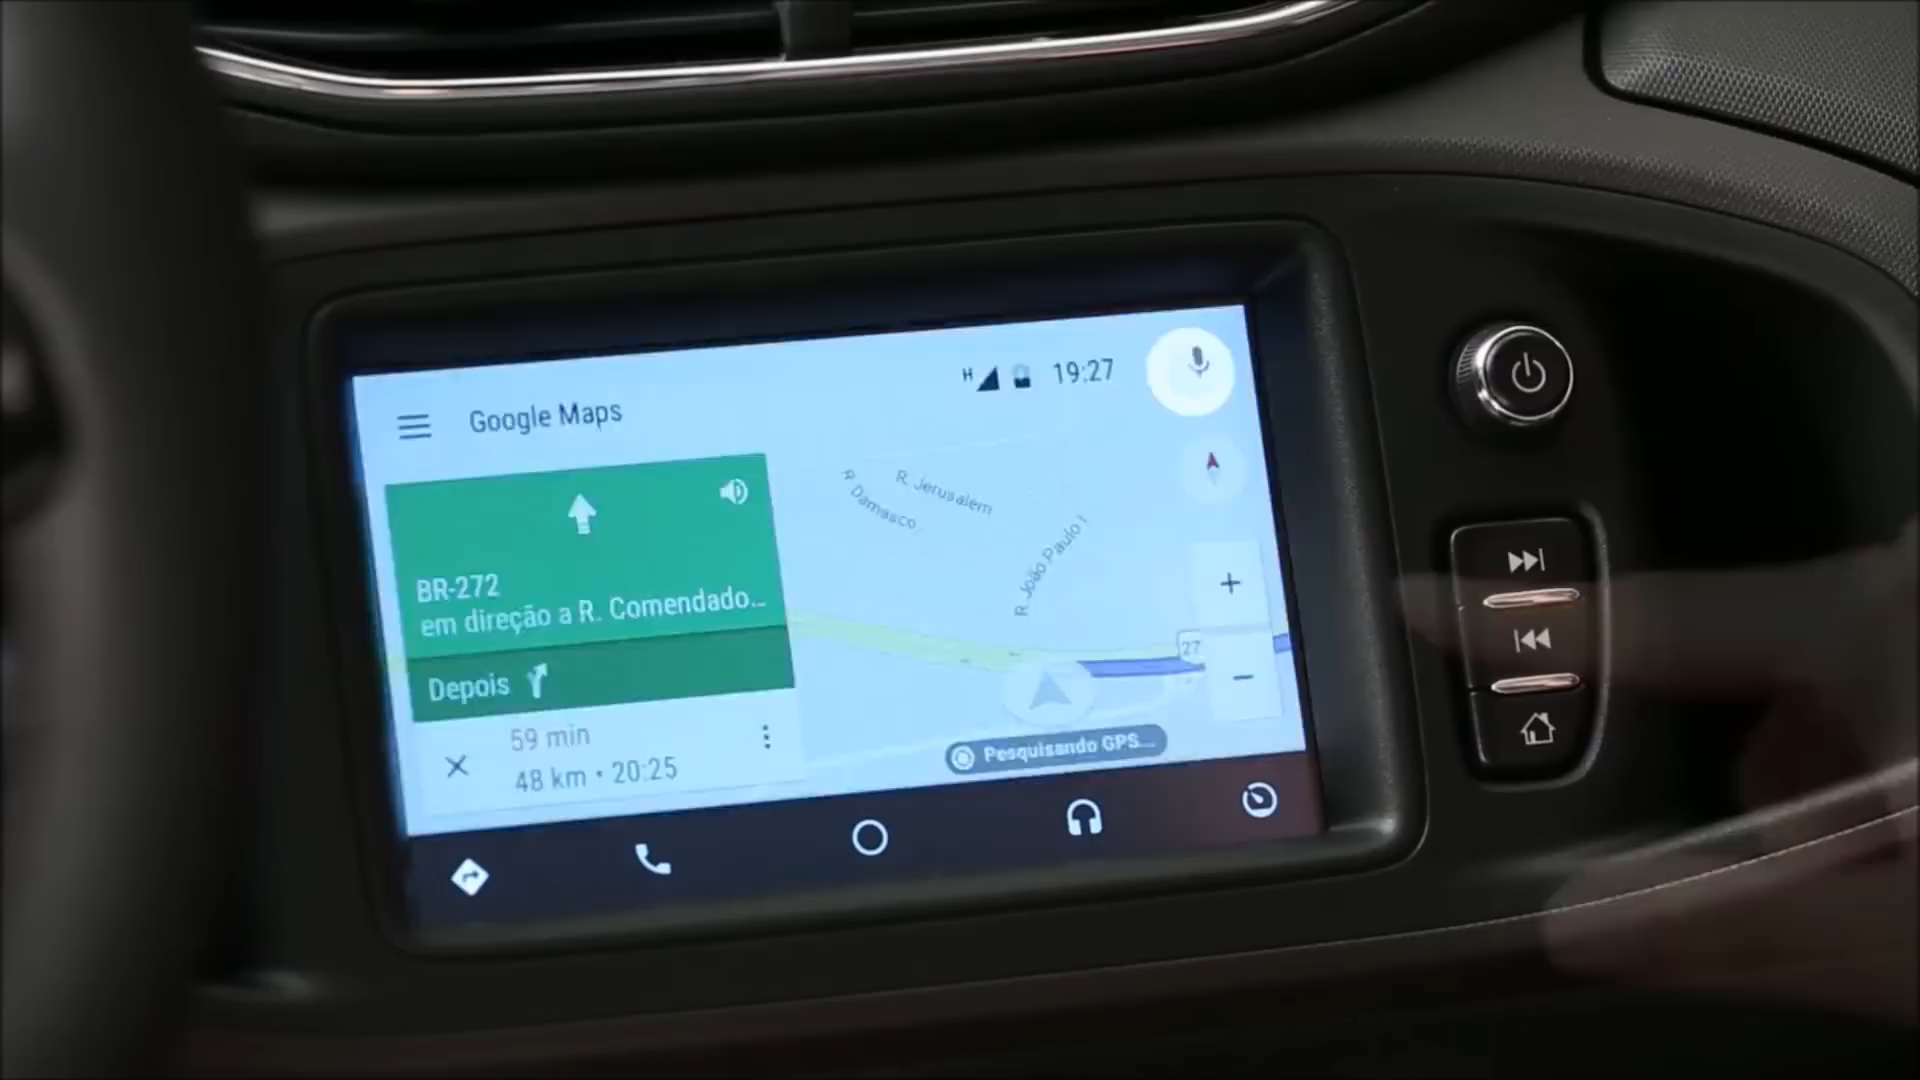 Google Maps
H
19:27
BR-272
em direção a R. Comendado...
Depois
59 min
48 km • 20:25
R. Damasco
R. Jerusalem
R. João Paulo I
27
Pesquisando GPS...